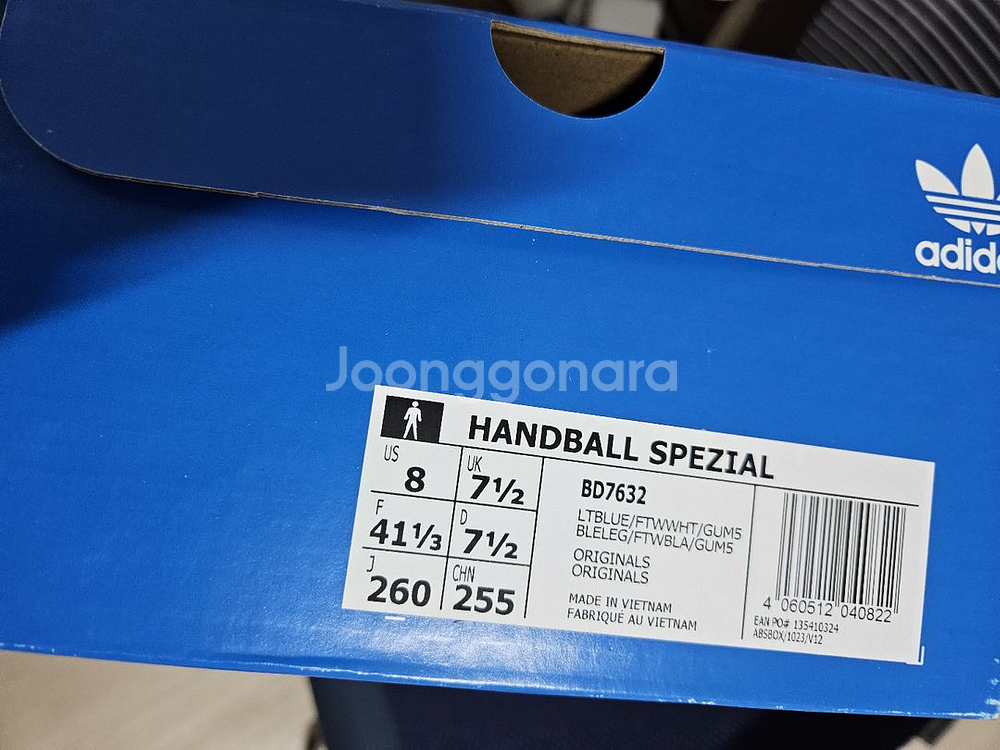 adid
Joonggonara
HANDBALL SPEZIAL
US 8
UK 7½
F 41⅓
D 7½
J 260
CHN 255
BD7632
LTBLUE/FTWWHT/GUM5
BLELEG/FTWBLA/GUM5
ORIGINALS
ORIGINALS
MADE IN VIETNAM
FABRIQUÉ AU VIETNAM
4 060512 040822
EAN PO# 135410324
ABSBOX/1023/V12